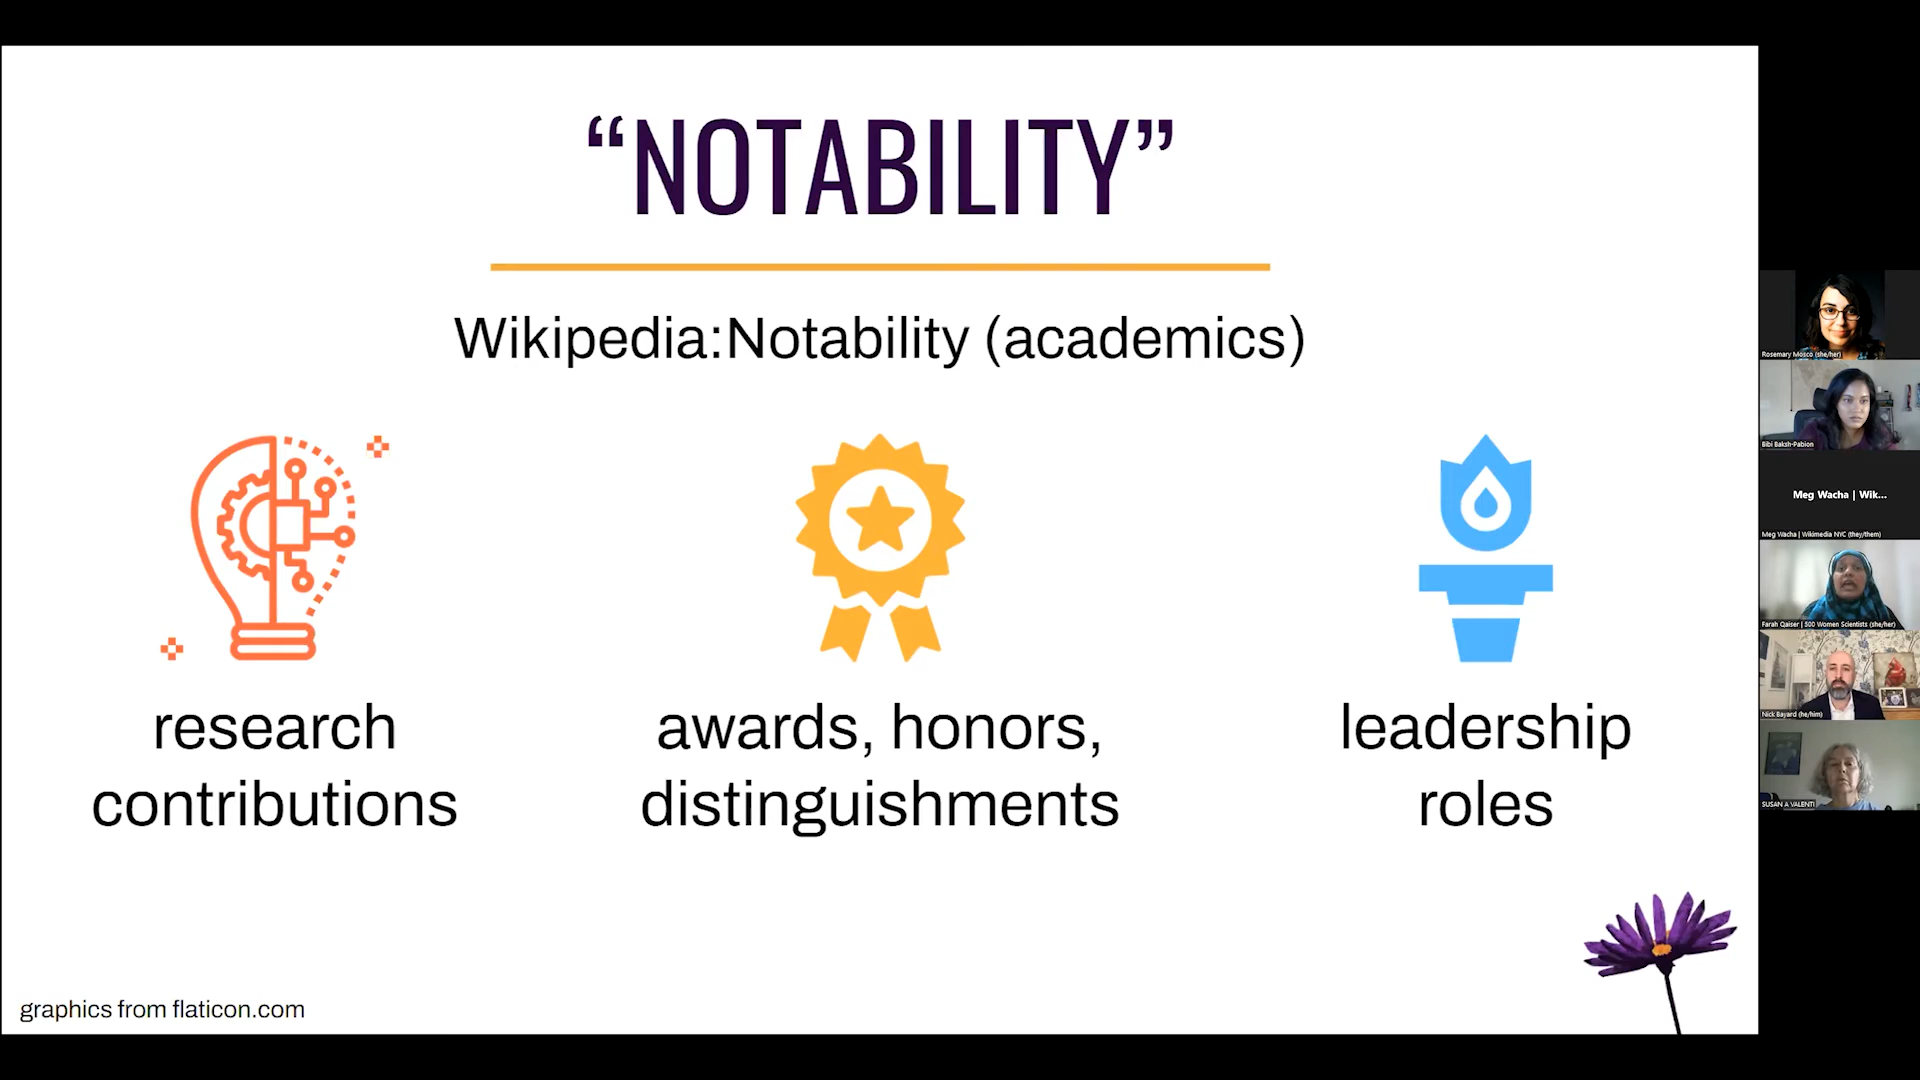 “NOTABILITY”
Wikipedia:Notability (academics)
research
contributions
awards, honors,
distinguishments
leadership
roles
graphics from flaticon.com
Rosemary Mosco (she/her)
Bibi Baksh-Pabion
Meg Wacha | Wik...
Meg Wacha | Wikimedia NYC (they/them)
Farah Qaiser | 500 Women Scientists (she/her)
Nick Bayard (he/him)
SUSAN A VALENTI